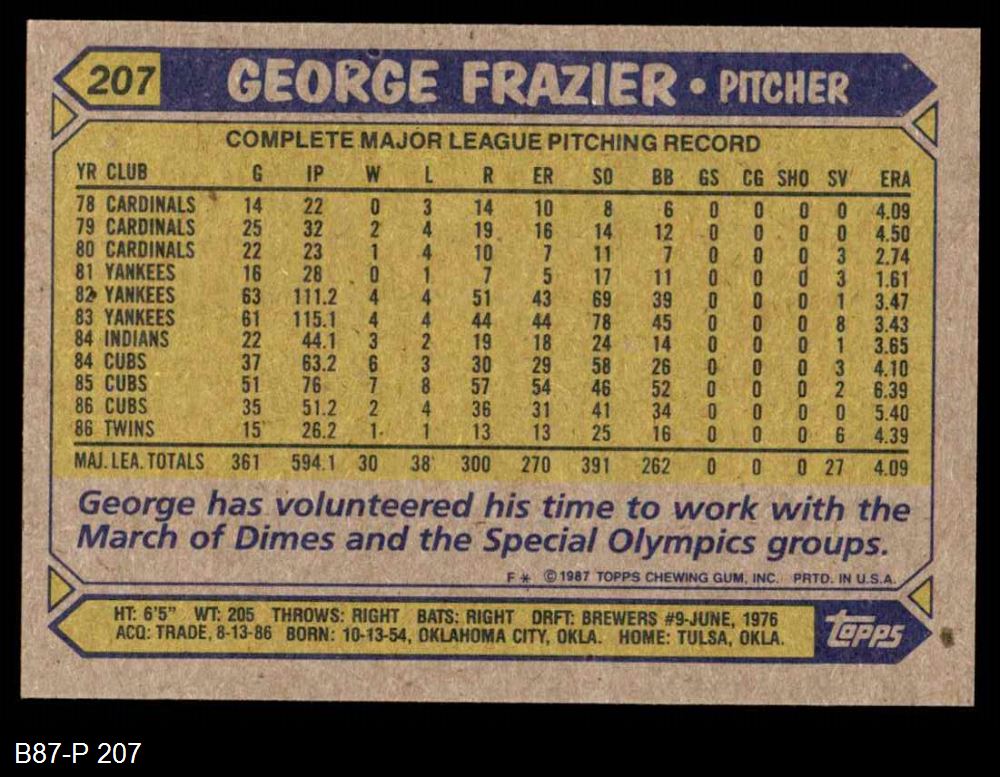 207 GEORGE FRAZIER • PITCHER
COMPLETE MAJOR LEAGUE PITCHING RECORD
YR CLUB G IP W L R ER SO BB GS CG SHO SV ERA
78 CARDINALS 14 22 0 3 14 10 8 6 0 0 0 0 4.09
79 CARDINALS 25 32 2 4 19 16 14 12 0 0 0 0 4.50
80 CARDINALS 22 23 1 4 10 7 11 7 0 0 0 3 2.74
81 YANKEES 16 28 0 1 7 5 17 11 0 0 0 3 1.61
82 YANKEES 63 111.2 4 4 51 43 69 39 0 0 0 1 3.47
83 YANKEES 61 115.1 4 4 44 44 78 45 0 0 0 8 3.43
84 INDIANS 22 44.1 3 2 19 18 24 14 0 0 0 1 3.65
84 CUBS 37 63.2 6 3 30 29 58 26 0 0 0 3 4.10
85 CUBS 51 76 7 8 57 54 46 52 0 0 0 2 6.39
86 CUBS 35 51.2 2 4 36 31 41 34 0 0 0 0 5.40
86 TWINS 15 26.2 1 1 13 13 25 16 0 0 0 6 4.39
MAJ. LEA. TOTALS 361 594.1 30 38 300 270 391 262 0 0 0 27 4.09
George has volunteered his time to work with the
March of Dimes and the Special Olympics groups.
F * © 1987 TOPPS CHEWING GUM, INC. PRTD. IN U.S.A.
HT: 6'5" WT: 205 THROWS: RIGHT BATS: RIGHT DRFT: BREWERS #9-JUNE, 1976
ACQ: TRADE, 8-13-86 BORN: 10-13-54, OKLAHOMA CITY, OKLA. HOME: TULSA, OKLA.
topps
B87-P 207